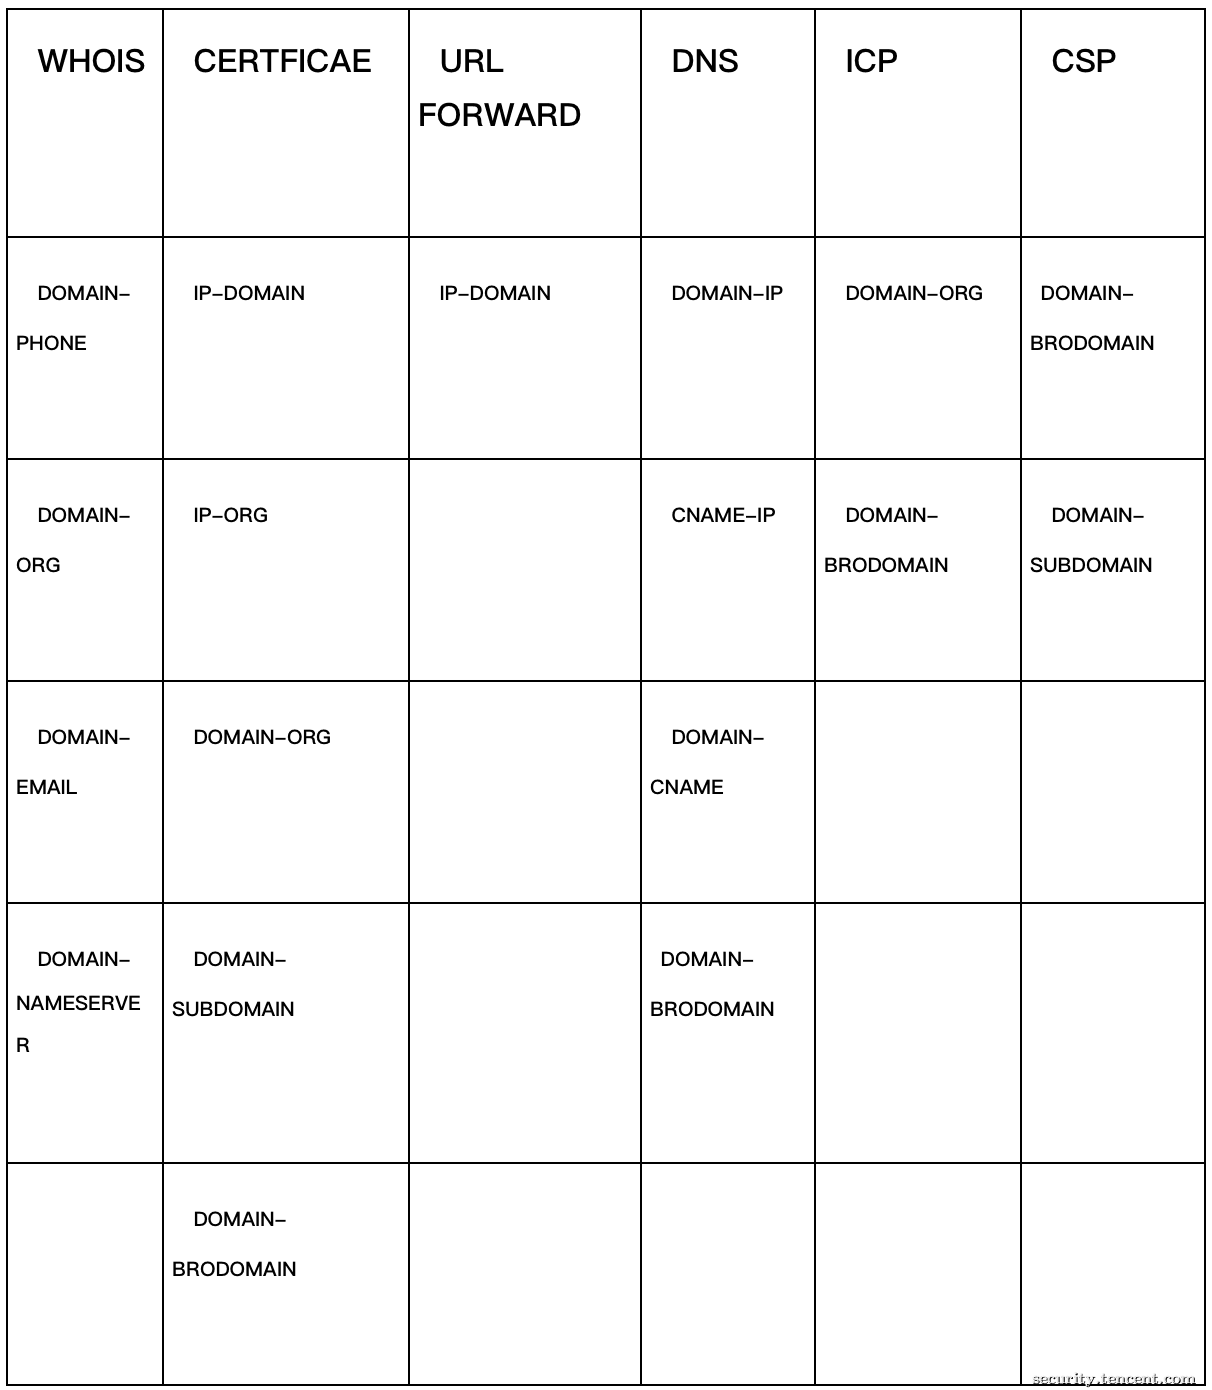 WHOIS
CERTFICAE
URL
FORWARD
DNS
ICP
CSP
DOMAIN-
PHONE
IP-DOMAIN
IP-DOMAIN
DOMAIN-IP
DOMAIN-ORG
DOMAIN-
BRODOMAIN
DOMAIN-
ORG
IP-ORG
CNAME-IP
DOMAIN-
BRODOMAIN
DOMAIN-
SUBDOMAIN
DOMAIN-
EMAIL
DOMAIN-ORG
DOMAIN-
CNAME
DOMAIN-
NAMESERVE
R
DOMAIN-
SUBDOMAIN
DOMAIN-
BRODOMAIN
DOMAIN-
BRODOMAIN
security.tencent.com